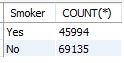 Smoker COUNT(*)
Yes 45994
No 69135